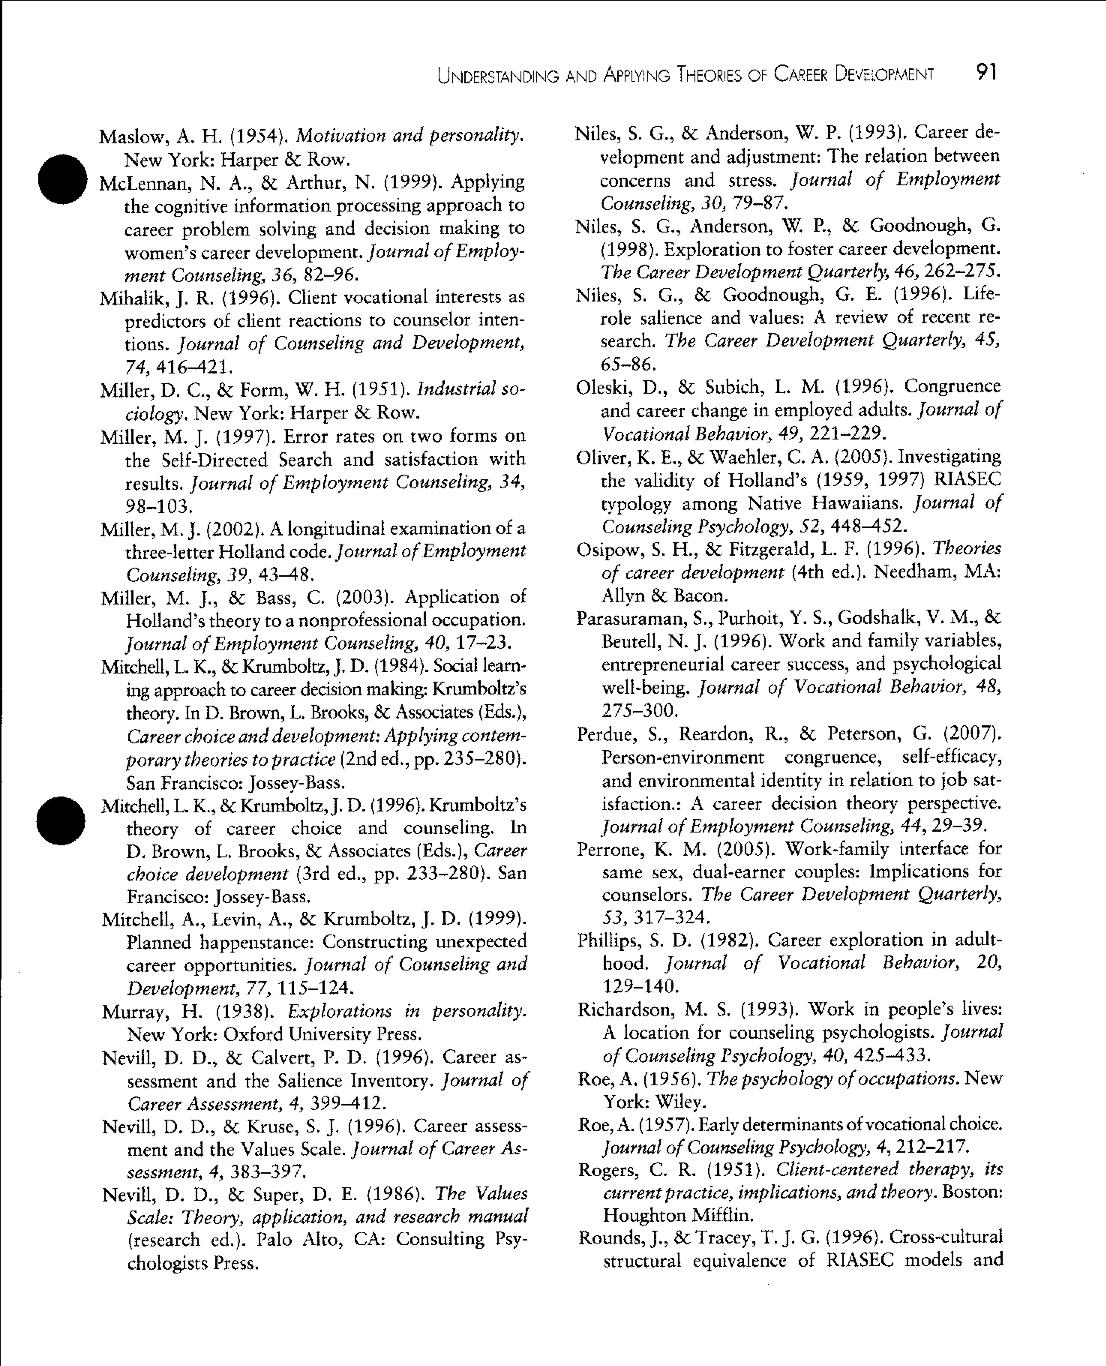 UNDERSTANDING AND APPLYING THEORIES OF CAREER DEVELOPMENT 91
Maslow, A. H. (1954). Motivation and personality.
New York: Harper & Row.
McLennan, N. A., & Arthur, N. (1999). Applying
the cognitive information processing approach to
career problem solving and decision making to
women's career development. Journal of Employ-
ment Counseling, 36, 82–96.
Mihalik, J. R. (1996). Client vocational interests as
predictors of client reactions to counselor inten-
tions. Journal of Counseling and Development,
74, 416–421.
Miller, D. C., & Form, W. H. (1951). Industrial so-
ciology. New York: Harper & Row.
Miller, M. J. (1997). Error rates on two forms on
the Self-Directed Search and satisfaction with
results. Journal of Employment Counseling, 34,
98–103.
Miller, M. J. (2002). A longitudinal examination of a
three-letter Holland code. Journal of Employment
Counseling, 39, 43–48.
Miller, M. J., & Bass, C. (2003). Application of
Holland's theory to a nonprofessional occupation.
Journal of Employment Counseling, 40, 17–23.
Mitchell, L. K., & Krumboltz, J. D. (1984). Social learn-
ing approach to career decision making: Krumboltz's
theory. In D. Brown, L. Brooks, & Associates (Eds.),
Career choice and development: Applying contem-
porary theories to practice (2nd ed., pp. 235–280).
San Francisco: Jossey-Bass.
Mitchell, L. K., & Krumboltz, J. D. (1996). Krumboltz's
theory of career choice and counseling. In
D. Brown, L. Brooks, & Associates (Eds.), Career
choice development (3rd ed., pp. 233–280). San
Francisco: Jossey-Bass.
Mitchell, A., Levin, A., & Krumboltz, J. D. (1999).
Planned happenstance: Constructing unexpected
career opportunities. Journal of Counseling and
Development, 77, 115–124.
Murray, H. (1938). Explorations in personality.
New York: Oxford University Press.
Nevill, D. D., & Calvert, P. D. (1996). Career as-
sessment and the Salience Inventory. Journal of
Career Assessment, 4, 399–412.
Nevill, D. D., & Kruse, S. J. (1996). Career assess-
ment and the Values Scale. Journal of Career As-
sessment, 4, 383–397.
Nevill, D. D., & Super, D. E. (1986). The Values
Scale: Theory, application, and research manual
(research ed.). Palo Alto, CA: Consulting Psy-
chologists Press.
Niles, S. G., & Anderson, W. P. (1993). Career de-
velopment and adjustment: The relation between
concerns and stress. Journal of Employment
Counseling, 30, 79–87.
Niles, S. G., Anderson, W. P., & Goodnough, G.
(1998). Exploration to foster career development.
The Career Development Quarterly, 46, 262–275.
Niles, S. G., & Goodnough, G. E. (1996). Life-
role salience and values: A review of recent re-
search. The Career Development Quarterly, 45,
65–86.
Oleski, D., & Subich, L. M. (1996). Congruence
and career change in employed adults. Journal of
Vocational Behavior, 49, 221–229.
Oliver, K. E., & Waehler, C. A. (2005). Investigating
the validity of Holland's (1959, 1997) RIASEC
typology among Native Hawaiians. Journal of
Counseling Psychology, 52, 448–452.
Osipow, S. H., & Fitzgerald, L. F. (1996). Theories
of career development (4th ed.). Needham, MA:
Allyn & Bacon.
Parasuraman, S., Purhoit, Y. S., Godshalk, V. M., &
Beutell, N. J. (1996). Work and family variables,
entrepreneurial career success, and psychological
well-being. Journal of Vocational Behavior, 48,
275–300.
Perdue, S., Reardon, R., & Peterson, G. (2007).
Person-environment congruence, self-efficacy,
and environmental identity in relation to job sat-
isfaction.: A career decision theory perspective.
Journal of Employment Counseling, 44, 29–39.
Perrone, K. M. (2005). Work-family interface for
same sex, dual-earner couples: Implications for
counselors. The Career Development Quarterly,
53, 317–324.
Phillips, S. D. (1982). Career exploration in adult-
hood. Journal of Vocational Behavior, 20,
129–140.
Richardson, M. S. (1993). Work in people's lives:
A location for counseling psychologists. Journal
of Counseling Psychology, 40, 425–433.
Roe, A. (1956). The psychology of occupations. New
York: Wiley.
Roe, A. (1957). Early determinants of vocational choice.
Journal of Counseling Psychology, 4, 212–217.
Rogers, C. R. (1951). Client-centered therapy, its
current practice, implications, and theory. Boston:
Houghton Mifflin.
Rounds, J., & Tracey, T. J. G. (1996). Cross-cultural
structural equivalence of RIASEC models and